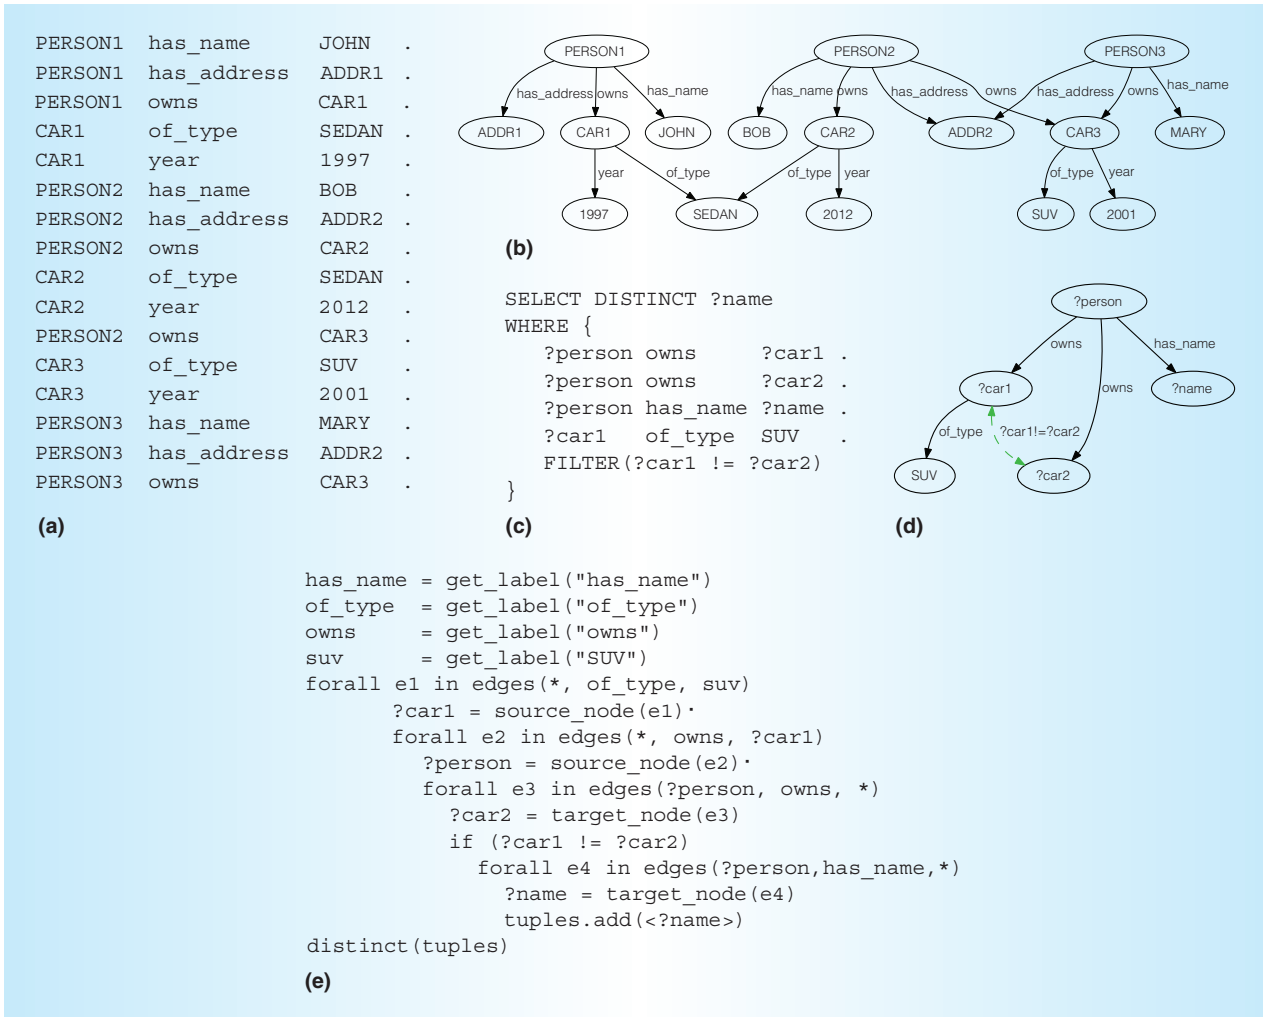 PERSON1 has_name JOHN .
PERSON1 has_address ADDR1 .
PERSON1 owns CAR1 .
CAR1 of_type SEDAN .
CAR1 year 1997 .
PERSON2 has_name BOB .
PERSON2 has_address ADDR2 .
PERSON2 owns CAR2 .
CAR2 of_type SEDAN .
CAR2 year 2012 .
PERSON2 owns CAR3 .
CAR3 of_type SUV .
CAR3 year 2001 .
PERSON3 has_name MARY .
PERSON3 has_address ADDR2 .
PERSON3 owns CAR3 .
(a)
PERSON1 PERSON2 PERSON3
has_address owns has_name has_name owns has_address owns has_address owns has_name
ADDR1 CAR1 JOHN BOB CAR2 ADDR2 CAR3 MARY
year of_type of_type year of_type year
1997 SEDAN 2012 SUV 2001
(b)
SELECT DISTINCT ?name
WHERE {
?person owns ?car1 .
?person owns ?car2 .
?person has_name ?name .
?car1 of_type SUV .
FILTER(?car1 != ?car2)
}
(c)
?person
owns has_name
?car1 owns ?name
of_type ?car1!=?car2
SUV ?car2
(d)
has_name = get_label("has_name")
of_type = get_label("of_type")
owns = get_label("owns")
suv = get_label("SUV")
forall e1 in edges(*, of_type, suv)
?car1 = source_node(e1)·
forall e2 in edges(*, owns, ?car1)
?person = source_node(e2)·
forall e3 in edges(?person, owns, *)
?car2 = target_node(e3)
if (?car1 != ?car2)
forall e4 in edges(?person,has_name,*)
?name = target_node(e4)
tuples.add(<?name>)
distinct(tuples)
(e)